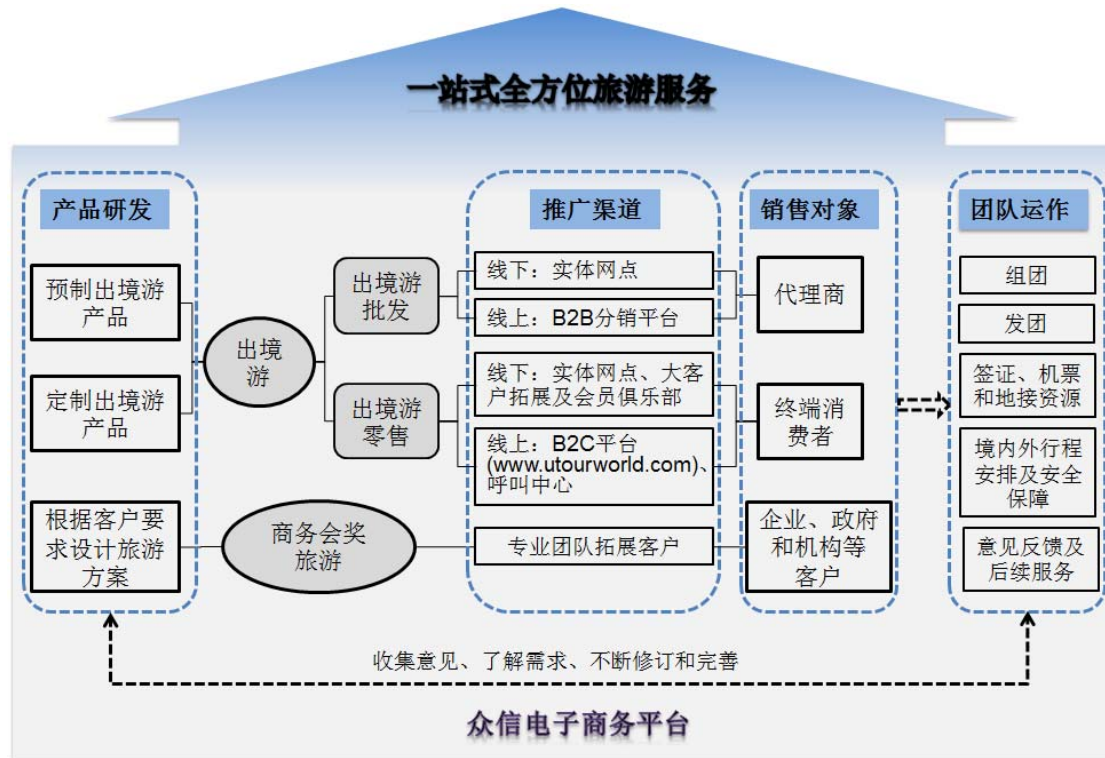 一站式全方位旅游服务
产品研发
推广渠道
销售对象
团队运作
预制出境游
产品
定制出境游
产品
根据客户要
求设计旅游
方案
出境
游
商务会奖
旅游
出境游
批发
出境游
零售
线下：实体网点
线上：B2B分销平台
线下：实体网点、大客
户拓展及会员俱乐部
线上：B2C平台
(www.utourworld.com)、
呼叫中心
专业团队拓展客户
代理商
终端消
费者
企业、政府
和机构等
客户
组团
发团
签证、机票
和地接资源
境内外行程
安排及安全
保障
意见反馈及
后续服务
收集意见、了解需求、不断修订和完善
众信电子商务平台